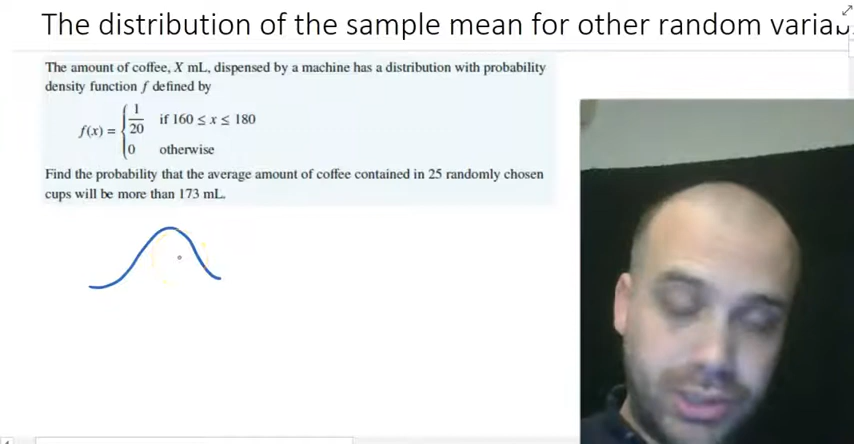 The distribution of the sample mean for other random
The amount of coffee, X mL, dispensed by a machine has a distribution with probability
density function f defined by
f(x) = { 1/20 if 160 ≤ x ≤ 180
0 otherwise
Find the probability that the average amount of coffee contained in 25 randomly chosen
cups will be more than 173 mL.